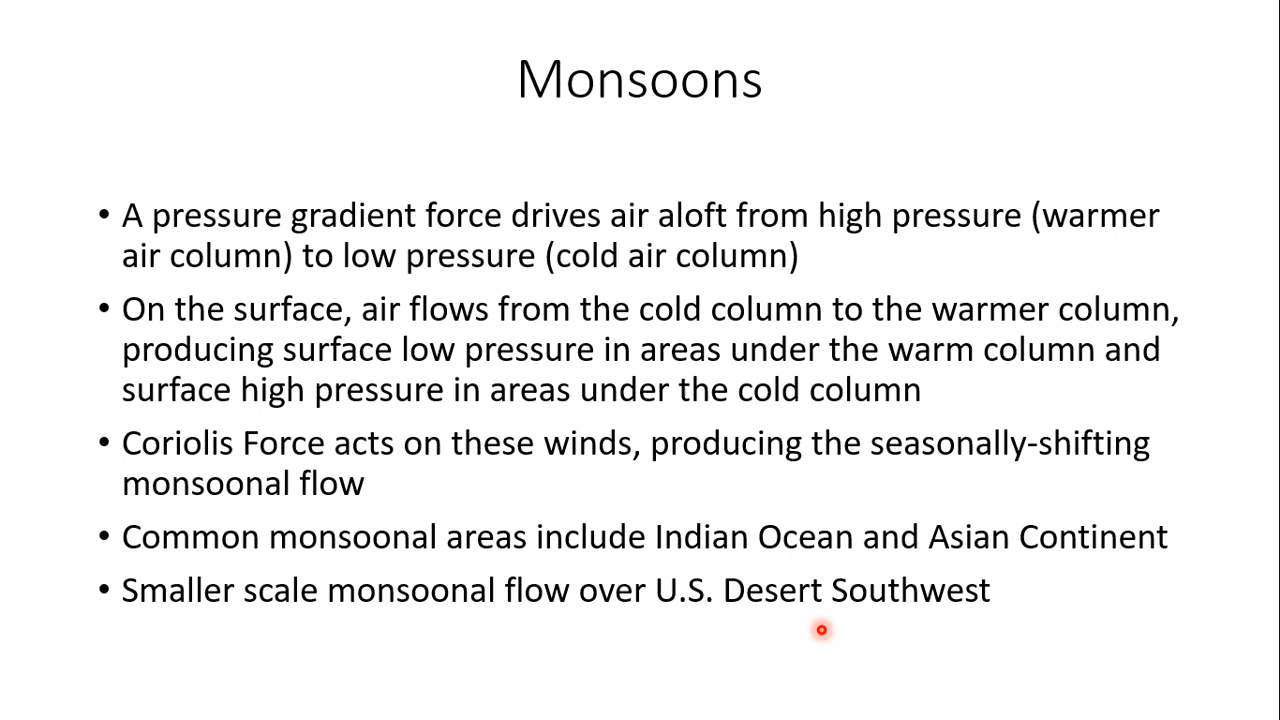 Monsoons
• A pressure gradient force drives air aloft from high pressure (warmer
air column) to low pressure (cold air column)
• On the surface, air flows from the cold column to the warmer column,
producing surface low pressure in areas under the warm column and
surface high pressure in areas under the cold column
• Coriolis Force acts on these winds, producing the seasonally-shifting
monsoonal flow
• Common monsoonal areas include Indian Ocean and Asian Continent
• Smaller scale monsoonal flow over U.S. Desert Southwest